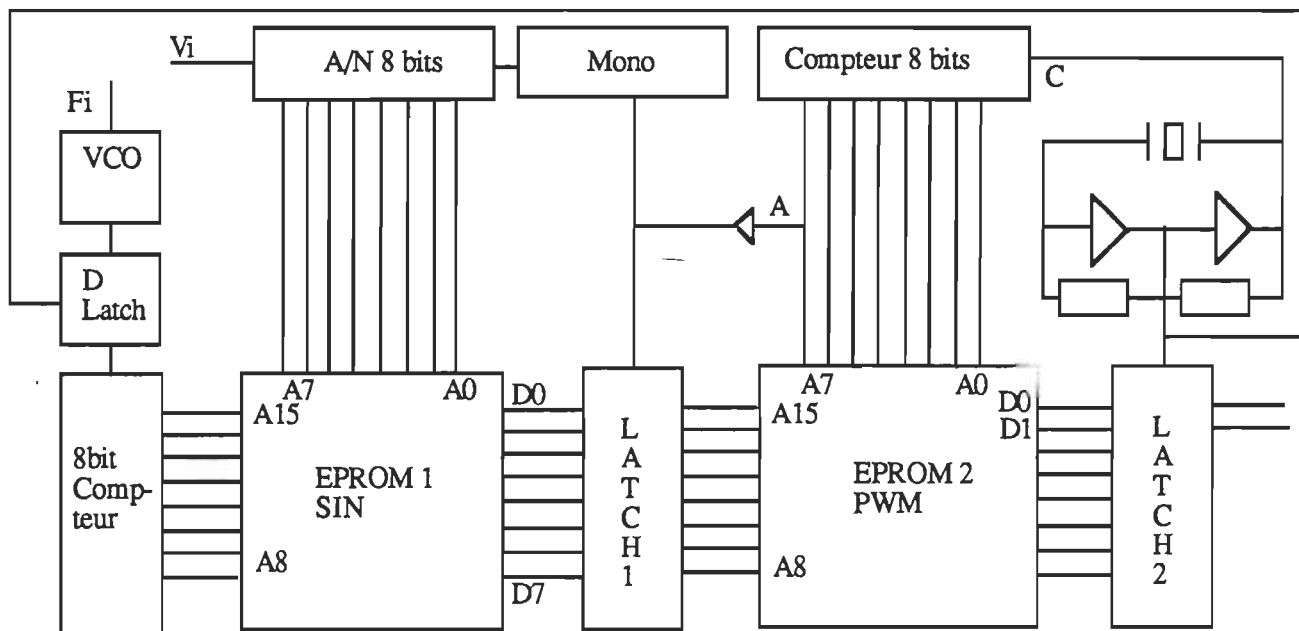 Vi
A/N 8 bits
Mono
Compteur 8 bits
C
Fi
VCO
A
D
Latch
A7
A0
A15
D0
A7
A0
A15
D0
D1
8bit
Comp-
teur
EPROM 1
SIN
L
A
T
C
H
1
EPROM 2
PWM
L
A
T
C
H
2
A8
D7
A8